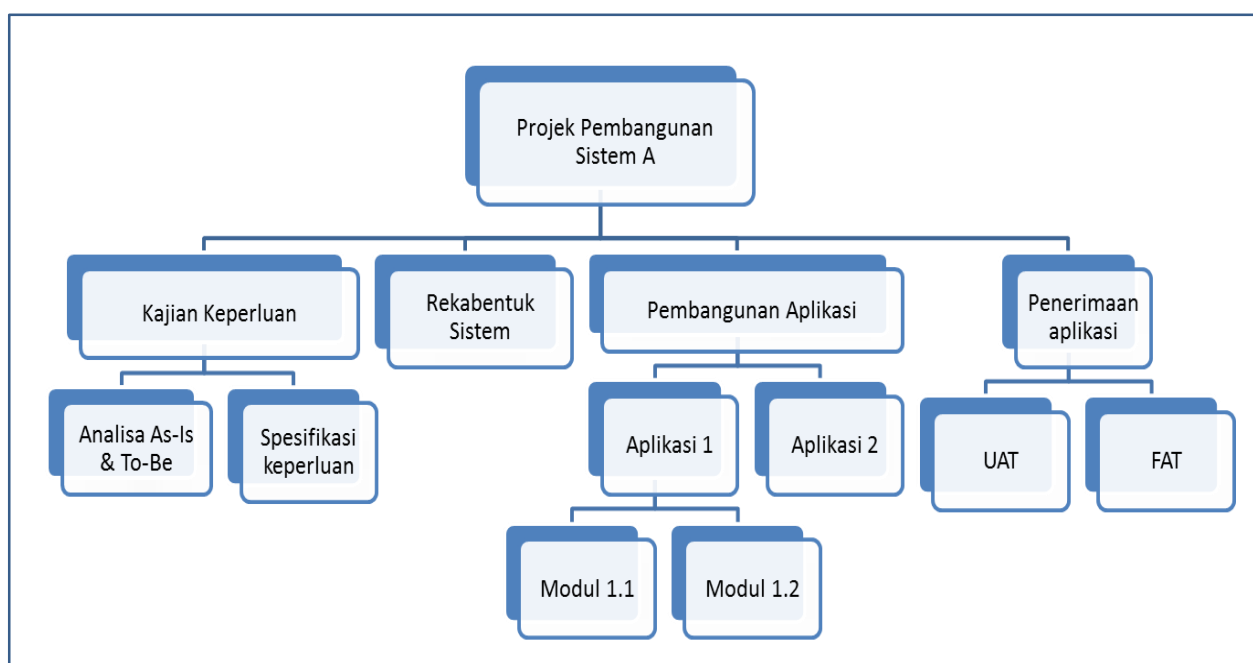 Projek Pembangunan
Sistem A
Kajian Keperluan
Rekabentuk
Sistem
Pembangunan Aplikasi
Penerimaan
aplikasi
Analisa As-Is
& To-Be
Spesifikasi
keperluan
Aplikasi 1
Aplikasi 2
UAT
FAT
Modul 1.1
Modul 1.2